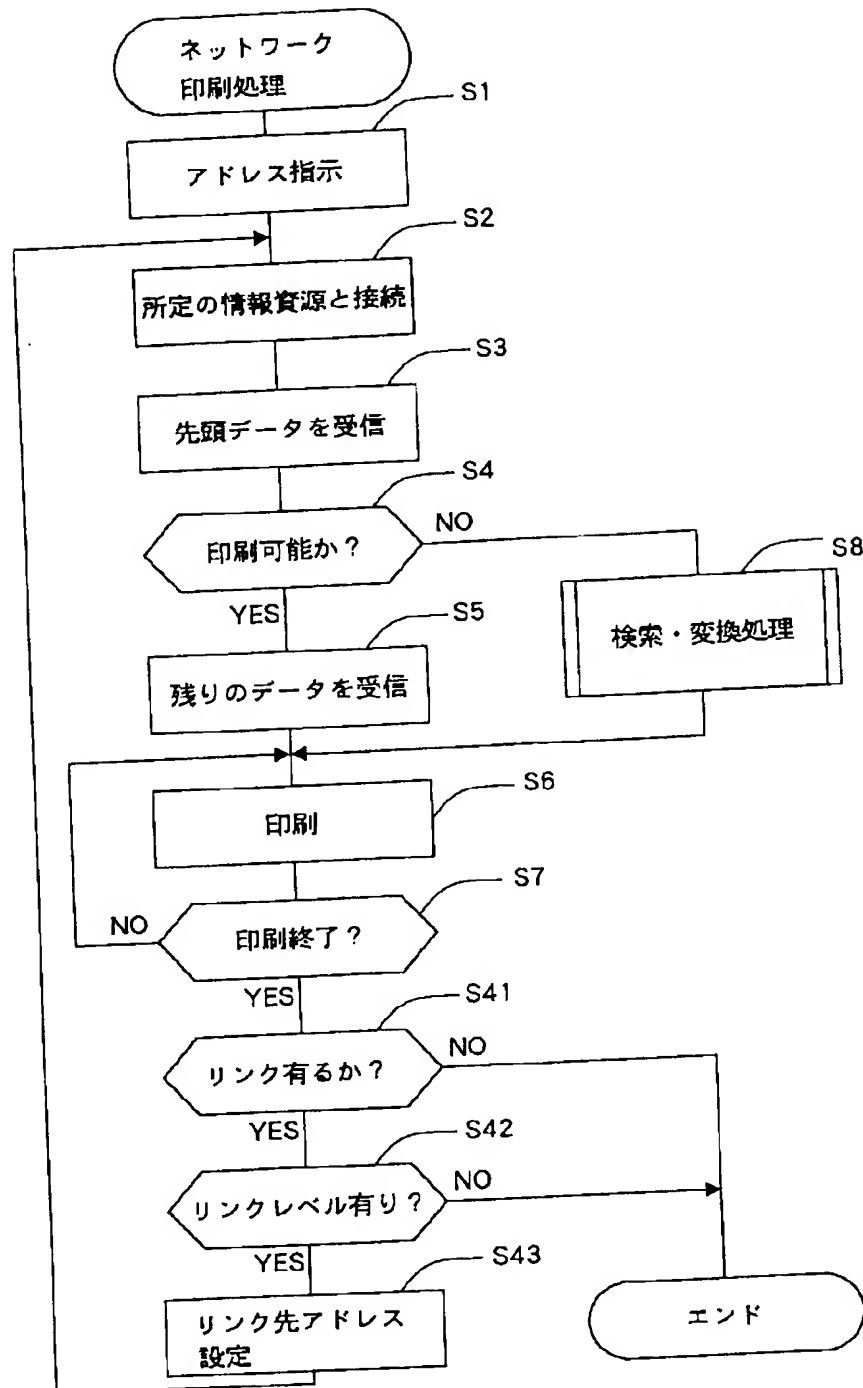 ネットワーク
印刷処理
S1
アドレス指示
S2
所定の情報資源と接続
S3
先頭データを受信
S4
印刷可能か？
NO
YES
S8
検索・変換処理
S5
残りのデータを受信
S6
印刷
S7
印刷終了？
NO
YES
S41
リンク有るか？
NO
YES
S42
リンクレベル有り？
NO
YES
S43
リンク先アドレス
設定
エンド